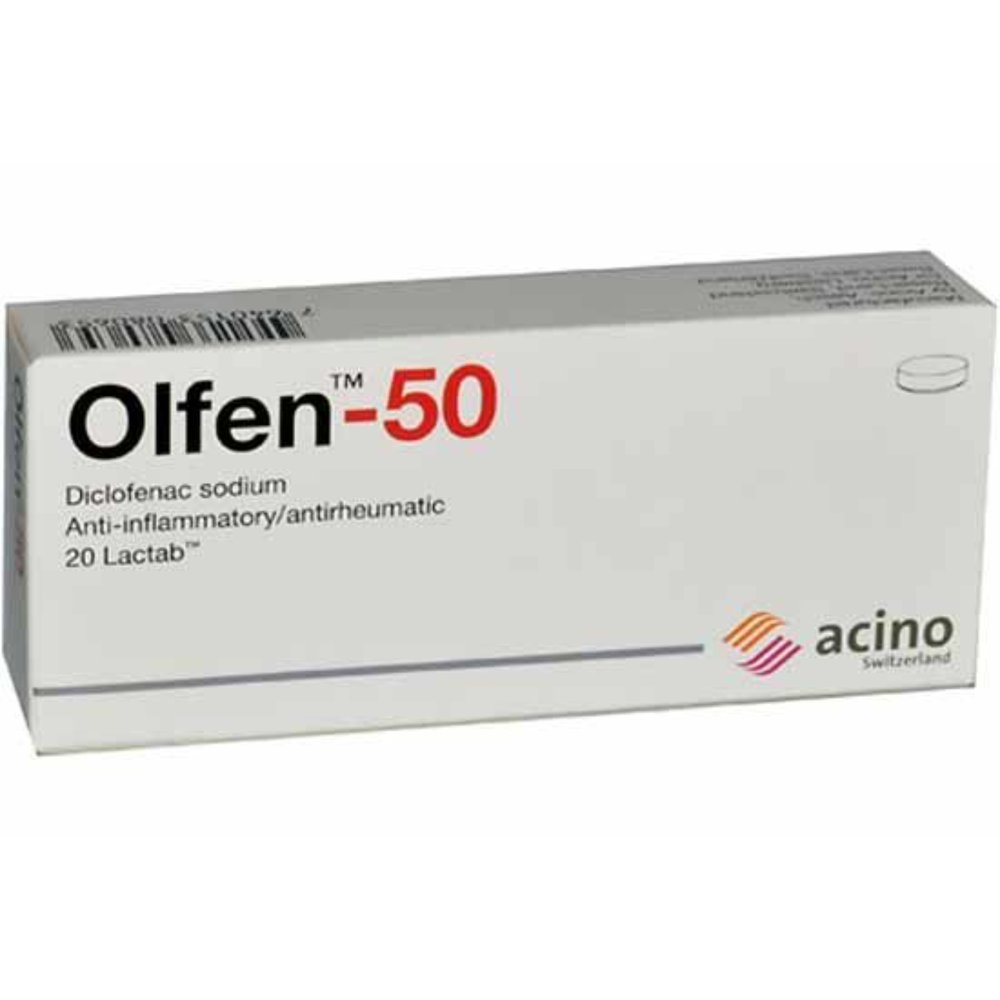 Olfen™-50
Diclofenac sodium
Anti-inflammatory/antirheumatic
20 Lactab™
acino
Switzerland